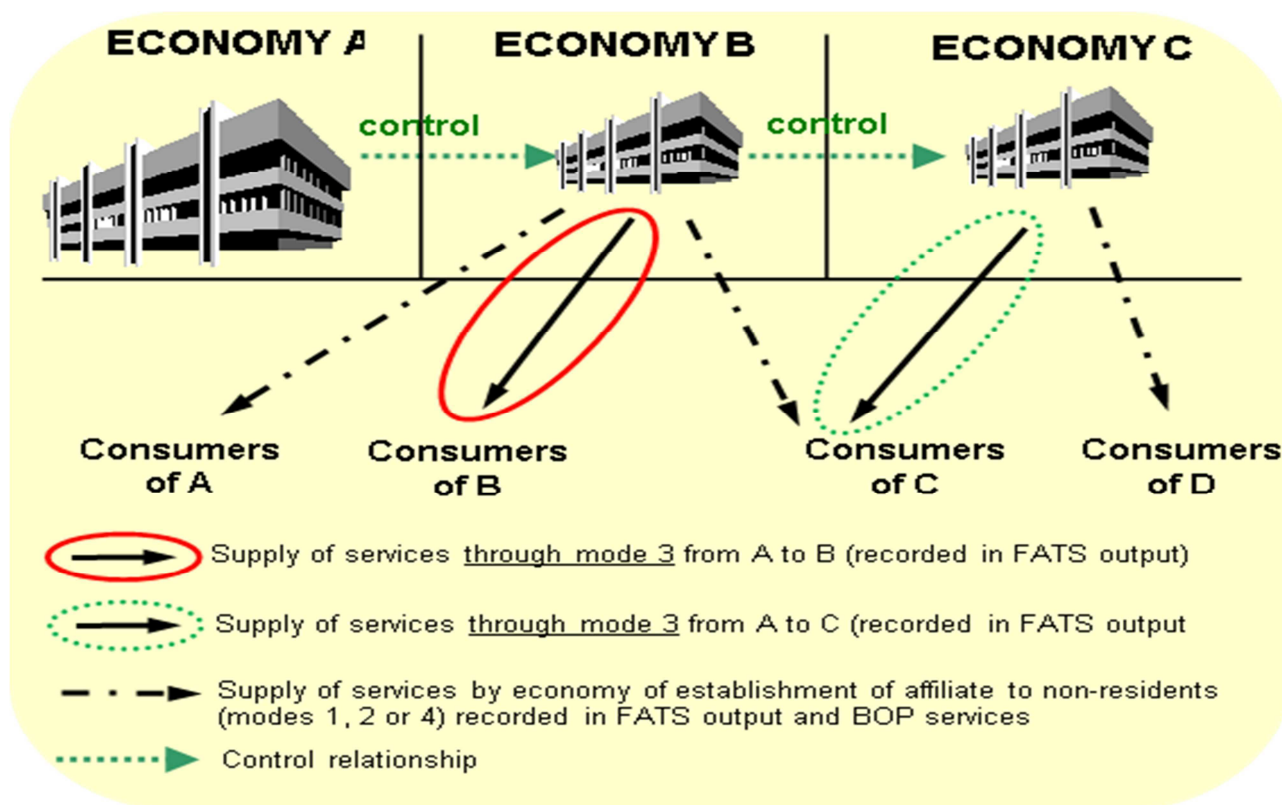 ECONOMY A
ECONOMY B
ECONOMY C
control
control
Consumers
of A
Consumers
of B
Consumers
of C
Consumers
of D
Supply of services through mode 3 from A to B (recorded in FATS output)
Supply of services through mode 3 from A to C (recorded in FATS output
Supply of services by economy of establishment of affiliate to non-residents
(modes 1, 2 or 4) recorded in FATS output and BOP services
Control relationship